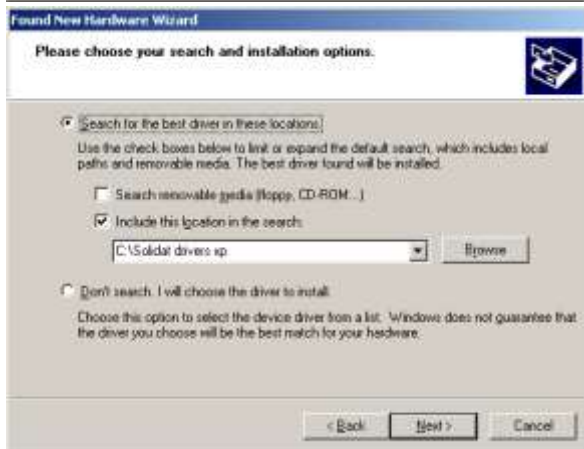 Found New Hardware Wizard
Please choose your search and installation options.
Search for the best driver in these locations.
Use the check boxes below to limit or expand the default search, which includes local
paths and removable media. The best driver found will be installed.
Search removable media (floppy, CD-ROM...)
Include this location in the search:
C:\Solidat drivers xp
Browse
Don't search. I will choose the driver to install.
Choose this option to select the device driver from a list. Windows does not guarantee that
the driver you choose will be the best match for your hardware.
< Back
Next >
Cancel